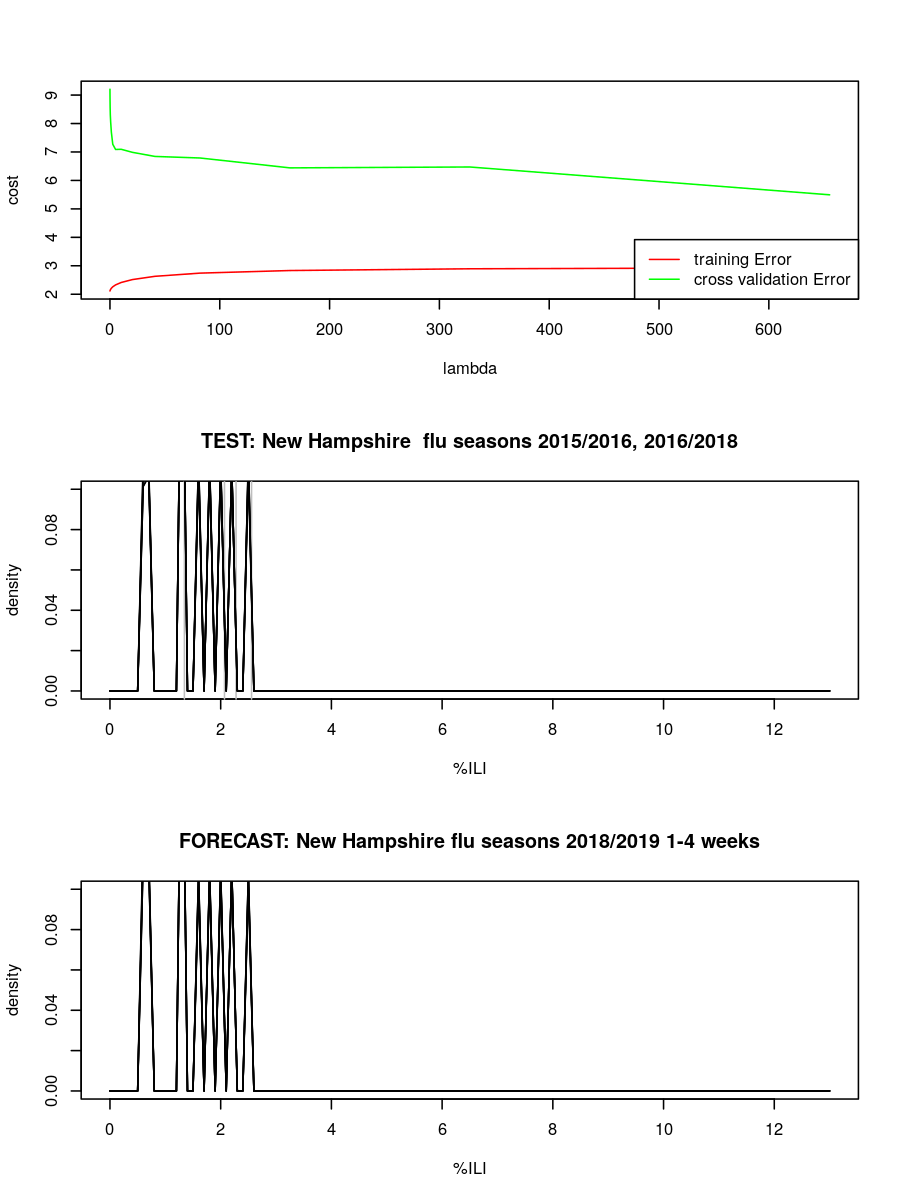 cost
9
8
7
6
5
4
3
2
training Error
cross validation Error
0 100 200 300 400 500 600
lambda
TEST: New Hampshire  flu seasons 2015/2016, 2016/2018
density
0.08
0.04
0.00
0 2 4 6 8 10 12
%ILI
FORECAST: New Hampshire flu seasons 2018/2019 1-4 weeks
density
0.08
0.04
0.00
0 2 4 6 8 10 12
%ILI